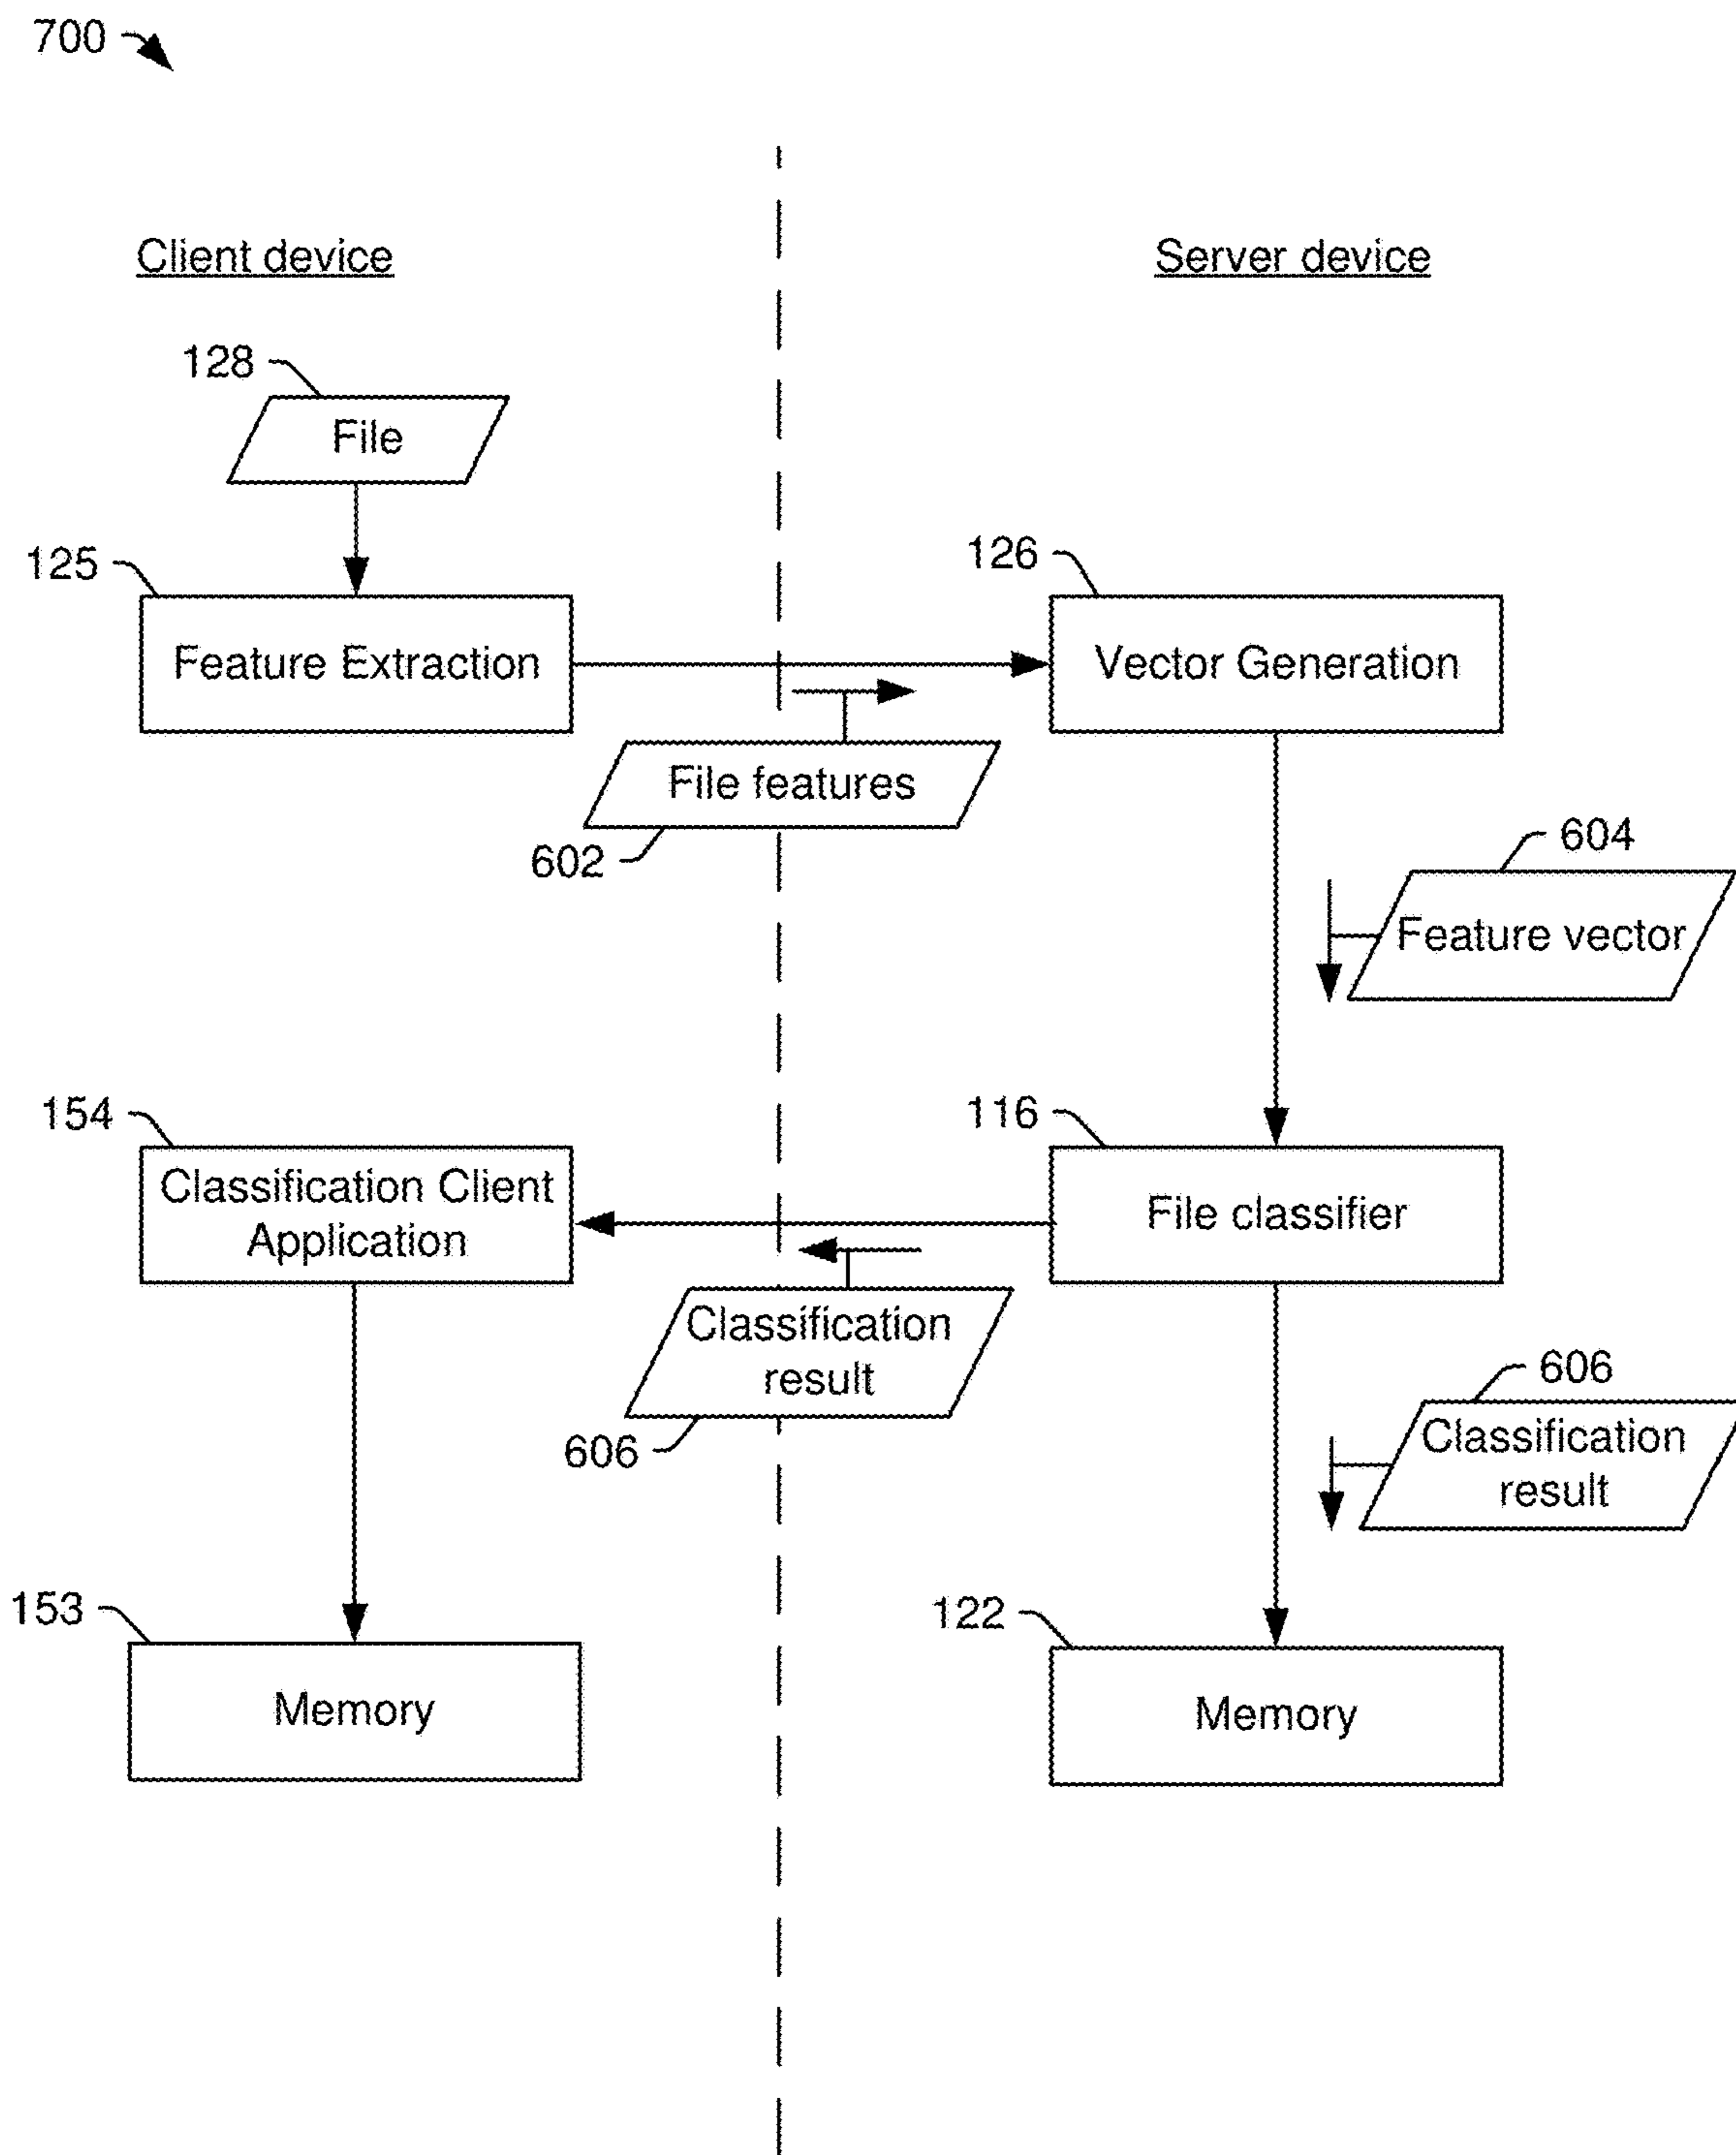 700
Client device
Server device
128
File
125
126
Feature Extraction
Vector Generation
File features
602
604
Feature vector
154
116
Classification Client
Application
File classifier
Classification
result
606
606
Classification
result
153
122
Memory
Memory